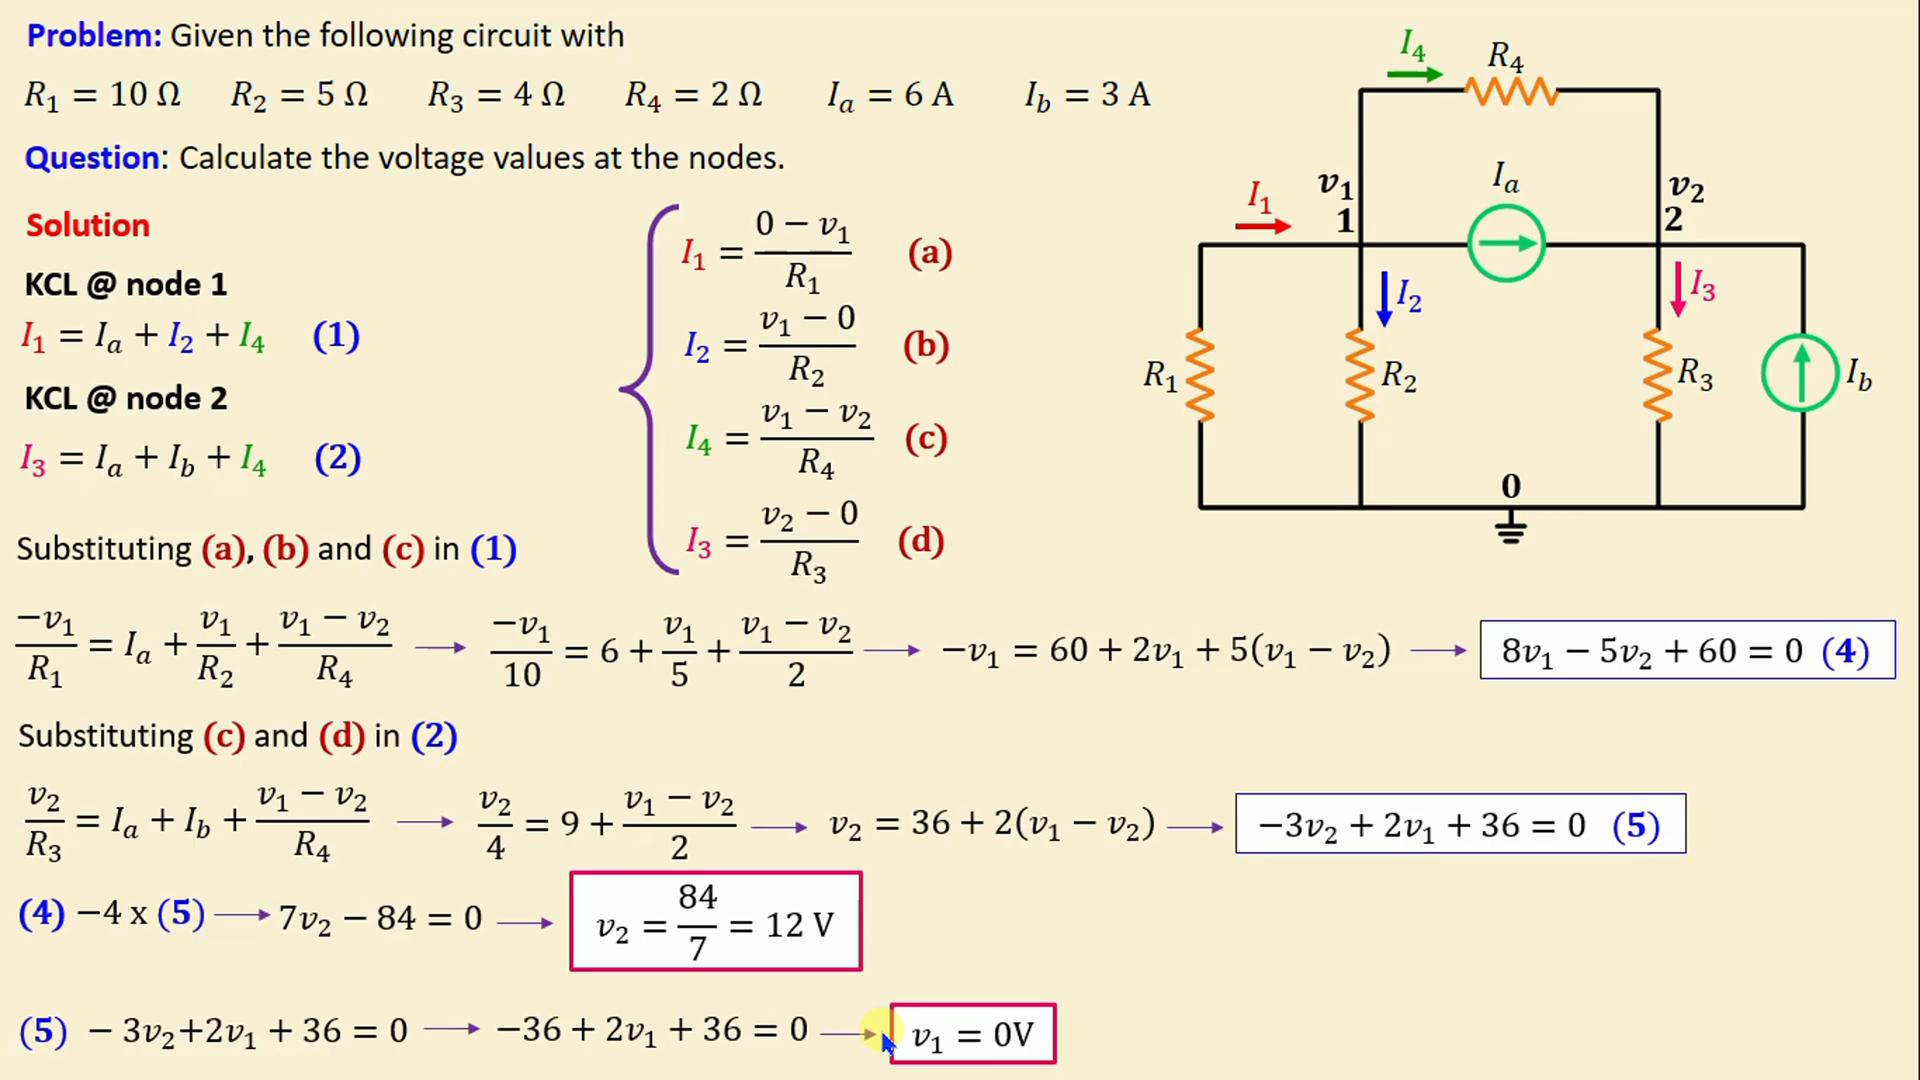 Problem: Given the following circuit with
R₁ = 10 Ω R₂ = 5 Ω R₃ = 4 Ω R₄ = 2 Ω Iₐ = 6 A I_b = 3 A
Question: Calculate the voltage values at the nodes.
Solution
KCL @ node 1
I₁ = Iₐ + I₂ + I₄ (1)
KCL @ node 2
I₃ = Iₐ + I_b + I₄ (2)
I₁ = (0 − v₁)/R₁ (a)
I₂ = (v₁ − 0)/R₂ (b)
I₄ = (v₁ − v₂)/R₄ (c)
I₃ = (v₂ − 0)/R₃ (d)
I₄ R₄
I₁ v₁ 1 Iₐ v₂ 2
I₂ I₃
R₁ R₂ R₃ I_b
0
Substituting (a), (b) and (c) in (1)
−v₁/R₁ = Iₐ + v₁/R₂ + (v₁ − v₂)/R₄ → −v₁/10 = 6 + v₁/5 + (v₁ − v₂)/2 → −v₁ = 60 + 2v₁ + 5(v₁ − v₂) → 8v₁ − 5v₂ + 60 = 0 (4)
Substituting (c) and (d) in (2)
v₂/R₃ = Iₐ + I_b + (v₁ − v₂)/R₄ → v₂/4 = 9 + (v₁ − v₂)/2 → v₂ = 36 + 2(v₁ − v₂) → −3v₂ + 2v₁ + 36 = 0 (5)
(4) −4 x (5) → 7v₂ − 84 = 0 → v₂ = 84/7 = 12 V
(5) − 3v₂+2v₁ + 36 = 0 → −36 + 2v₁ + 36 = 0 → v₁ = 0V